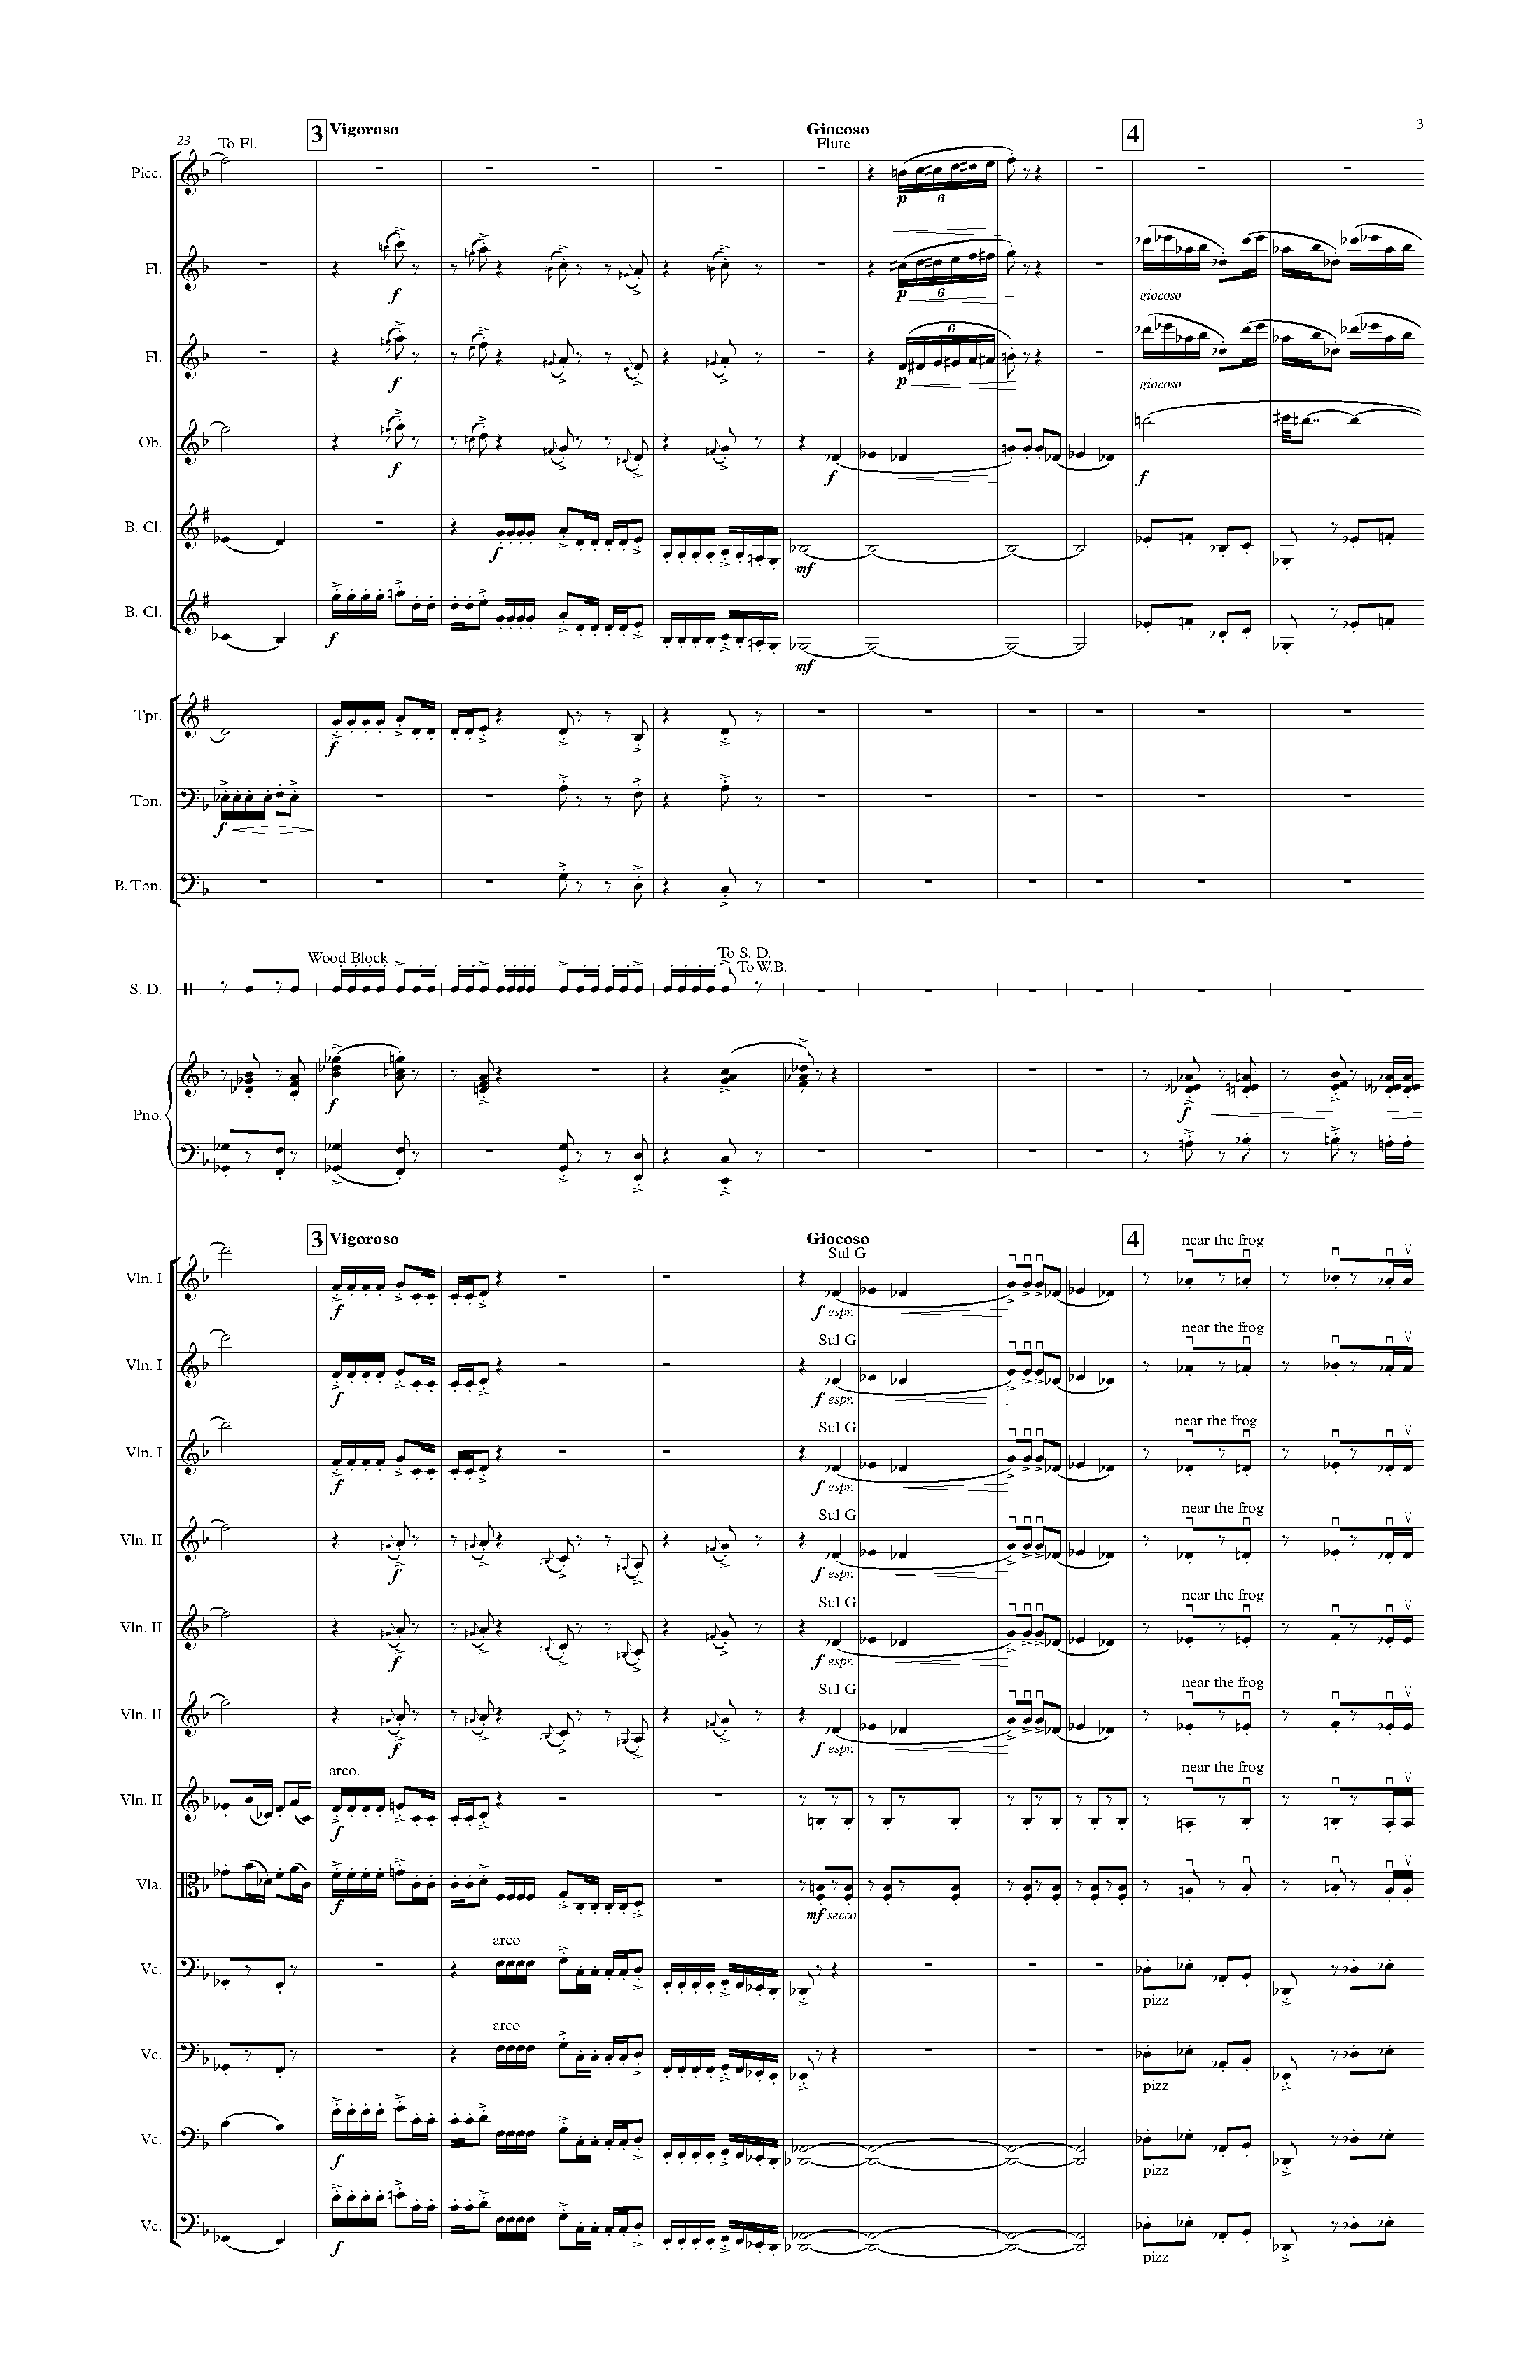 3
23 To Fl. 3 Vigoroso Giocoso 4
Flute
Picc.
p 6
Fl.
f p 6 giocoso
Fl.
f p 6 giocoso
Ob.
f f f
B. Cl.
f mf
B. Cl.
f mf
Tpt.
f
Tbn.
f
B. Tbn.
Wood Block To S. D.
To W.B.
S. D.
Pno.
f f
3 Vigoroso Giocoso 4
Sul G near the frog
Vln. I
f f espr.
Sul G near the frog
Vln. I
f f espr.
Sul G near the frog
Vln. I
f f espr.
Sul G near the frog
Vln. II
f f espr.
Sul G near the frog
Vln. II
f f espr.
Sul G near the frog
Vln. II
f f espr.
arco. near the frog
Vln. II
f
Vla.
f mf secco
arco
Vc.
pizz
arco
Vc.
pizz
Vc.
f pizz
Vc.
f pizz